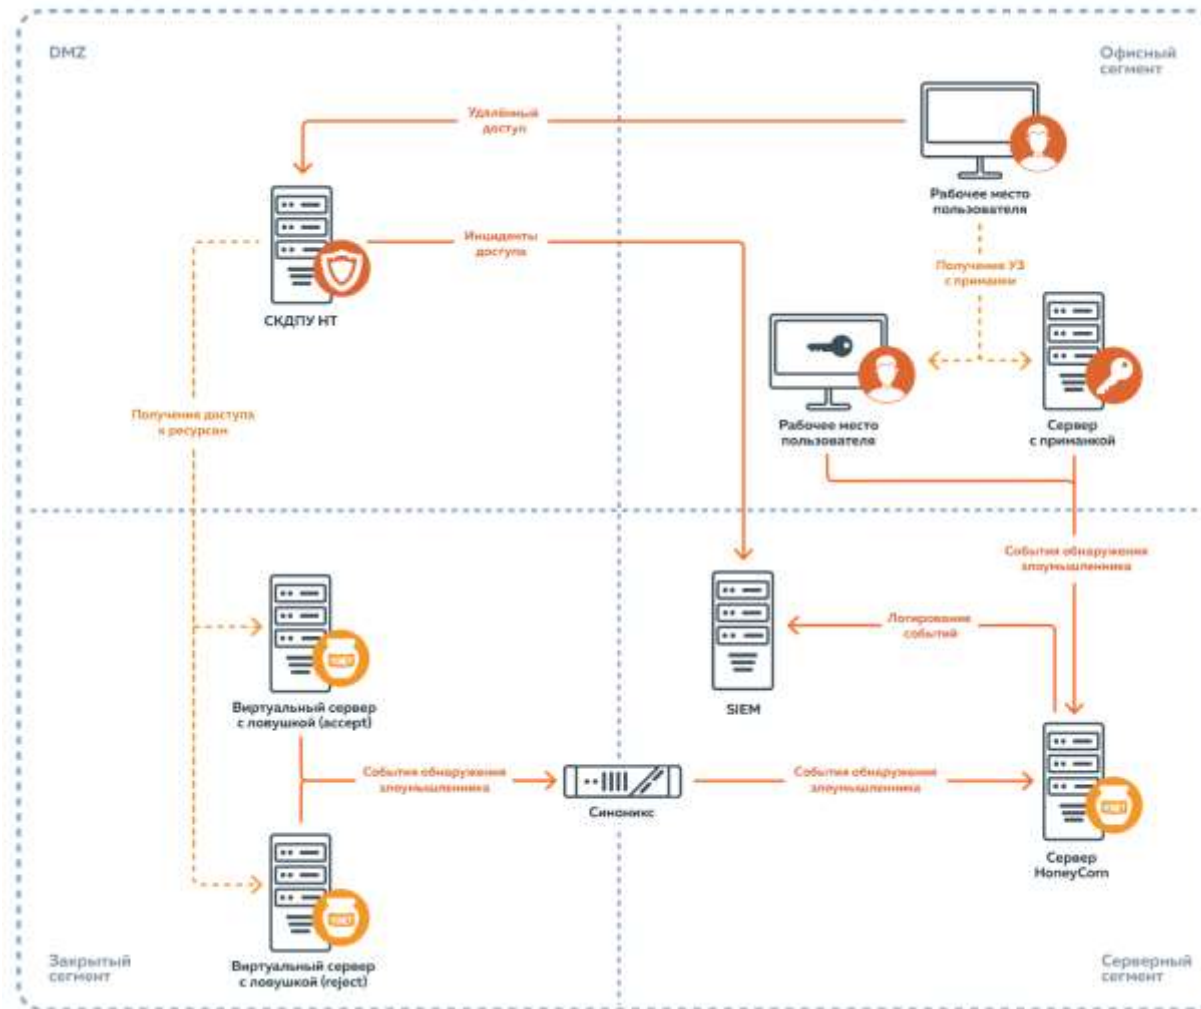 DMZ
Офисный
сегмент
Удалённый
доступ
Рабочее место
пользователя
СКДПУ НТ
Инциденты
доступа
Получение УЗ
с приманки
Рабочее место
пользователя
Сервер
с приманкой
Получение доступа
к ресурсам
События обнаружения
злоумышленника
Логирование
событий
SIEM
Виртуальный сервер
с ловушкой (accept)
События обнаружения
злоумышленника
Синоникс
События обнаружения
злоумышленника
Сервер
HoneyCorn
Виртуальный сервер
с ловушкой (reject)
Закрытый
сегмент
Серверный
сегмент